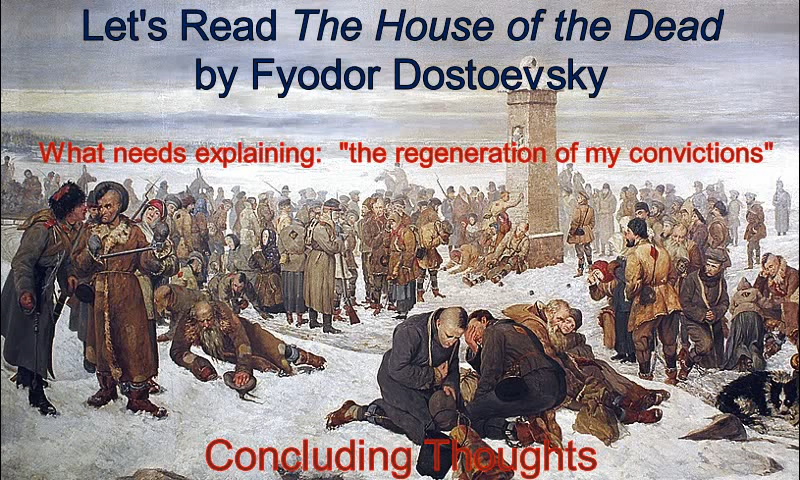 Let's Read The House of the Dead
by Fyodor Dostoevsky
What needs explaining:  "the regeneration of my convictions"
Concluding Thoughts